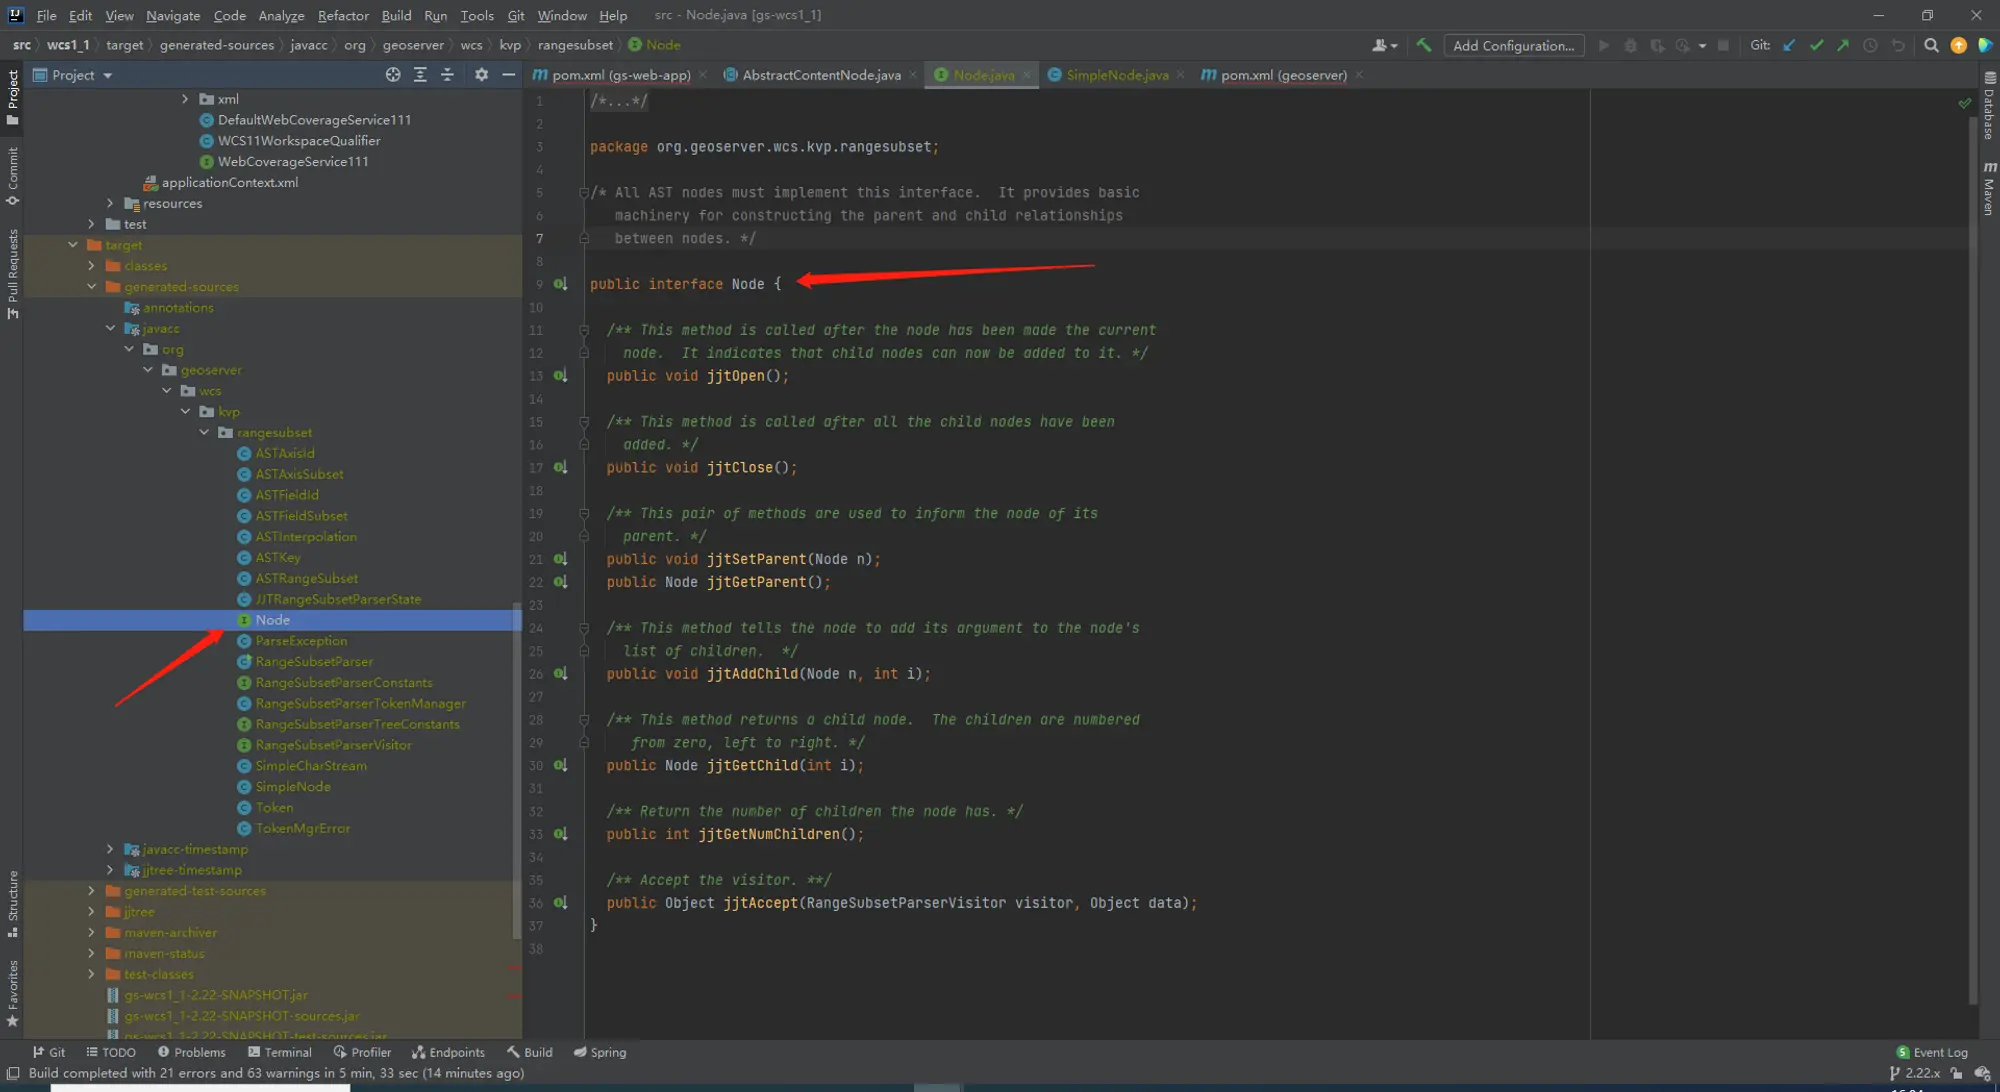 File Edit View Navigate Code Analyze Refactor Build Run Tools Git Window Help src - Node.java [gs-wcs1_1]
src wcs1_1 target generated-sources javacc org geoserver wcs kvp rangesubset Node Add Configuration... Git:
Project
pom.xml (gs-web-app) AbstractContentNode.java Node.java SimpleNode.java pom.xml (geoserver)
Project
Commit
Pull Requests
Structure
Favorites
xml
DefaultWebCoverageService111
WCS11WorkspaceQualifier
WebCoverageService111
applicationContext.xml
resources
test
target
classes
generated-sources
annotations
javacc
org
geoserver
wcs
kvp
rangesubset
ASTAxisId
ASTAxisSubset
ASTFieldId
ASTFieldSubset
ASTInterpolation
ASTKey
ASTRangeSubset
JJTRangeSubsetParserState
Node
ParseException
RangeSubsetParser
RangeSubsetParserConstants
RangeSubsetParserTokenManager
RangeSubsetParserTreeConstants
RangeSubsetParserVisitor
SimpleCharStream
SimpleNode
Token
TokenMgrError
javacc-timestamp
jjtree-timestamp
generated-test-sources
jjtree
maven-archiver
maven-status
test-classes
gs-wcs1_1-2.22-SNAPSHOT.jar
gs-wcs1_1-2.22-SNAPSHOT-sources.jar
gs-wcs1_1-2.22-SNAPSHOT-test-sources.jar
1 /*...*/
2
3 package org.geoserver.wcs.kvp.rangesubset;
4
5 /* All AST nodes must implement this interface.  It provides basic
6 machinery for constructing the parent and child relationships
7 between nodes. */
8
9 public interface Node {
10
11 /** This method is called after the node has been made the current
12 node.  It indicates that child nodes can now be added to it. */
13 public void jjtOpen();
14
15 /** This method is called after all the child nodes have been
16 added. */
17 public void jjtClose();
18
19 /** This pair of methods are used to inform the node of its
20 parent. */
21 public void jjtSetParent(Node n);
22 public Node jjtGetParent();
23
24 /** This method tells the node to add its argument to the node's
25 list of children.  */
26 public void jjtAddChild(Node n, int i);
27
28 /** This method returns a child node.  The children are numbered
29 from zero, left to right. */
30 public Node jjtGetChild(int i);
31
32 /** Return the number of children the node has. */
33 public int jjtGetNumChildren();
34
35 /** Accept the visitor. **/
36 public Object jjtAccept(RangeSubsetParserVisitor visitor, Object data);
37 }
38
Database
Maven
Git TODO Problems Terminal Profiler Endpoints Build Spring Event Log
Build completed with 21 errors and 63 warnings in 5 min, 33 sec (14 minutes ago) 2.22.x